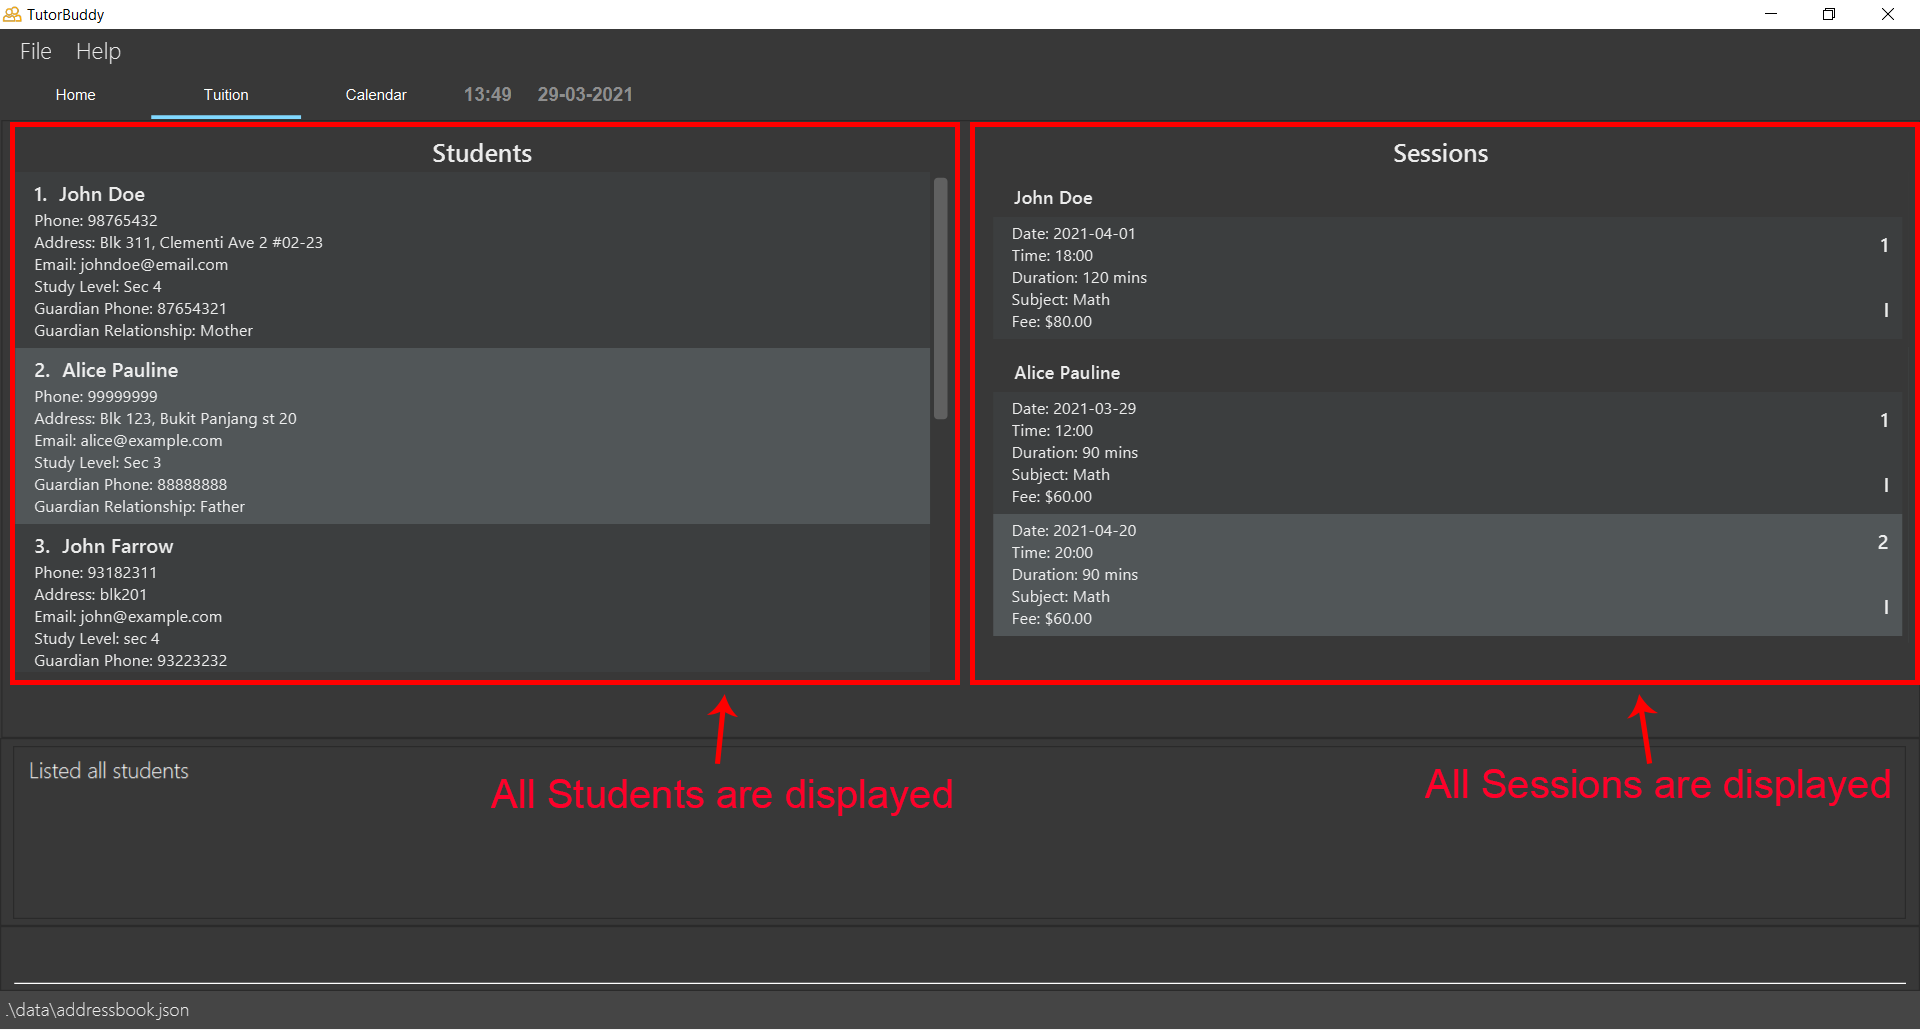 TutorBuddy
File Help
Home Tuition Calendar 13:49 29-03-2021
Students
1. John Doe
Phone: 98765432
Address: Blk 311, Clementi Ave 2 #02-23
Email: johndoe@email.com
Study Level: Sec 4
Guardian Phone: 87654321
Guardian Relationship: Mother
2. Alice Pauline
Phone: 99999999
Address: Blk 123, Bukit Panjang st 20
Email: alice@example.com
Study Level: Sec 3
Guardian Phone: 88888888
Guardian Relationship: Father
3. John Farrow
Phone: 93182311
Address: blk201
Email: john@example.com
Study Level: sec 4
Guardian Phone: 93223232
Sessions
John Doe
Date: 2021-04-01
1
Time: 18:00
Duration: 120 mins
Subject: Math
I
Fee: $80.00
Alice Pauline
Date: 2021-03-29
1
Time: 12:00
Duration: 90 mins
Subject: Math
I
Fee: $60.00
Date: 2021-04-20
2
Time: 20:00
Duration: 90 mins
Subject: Math
I
Fee: $60.00
Listed all students
All Students are displayed
All Sessions are displayed
.\data\addressbook.json